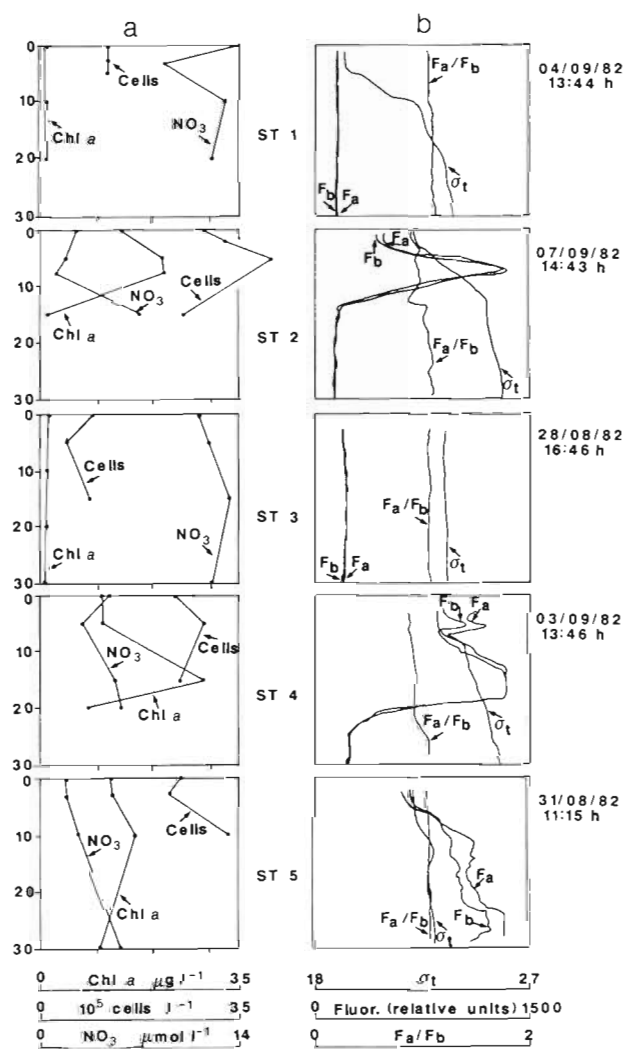 a b
0
10
20
30
Cells
Chl a
NO3
ST 1
Fa/Fb
Fb
Fa
σt
04/09/82
13:44 h
0
10
20
30
NO3
Cells
Chl a
ST 2
Fa
Fb
Fa/Fb
σt
07/09/82
14:43 h
0
10
20
30
Cells
NO3
Chl a
ST 3
Fa/Fb
Fb
Fa
σt
28/08/82
16:46 h
0
10
20
30
NO3
Cells
Chl a
ST 4
Fb
Fa
Fa/Fb
σt
03/09/82
13:46 h
0
10
20
30
NO3
Cells
Chl a
ST 5
Fa
Fa/Fb
Fb
σt
31/08/82
11:15 h
0 Chl a µg l-1 35
0 10^5 cells l-1 35
0 NO3 µmol l-1 14
18 σt 27
0 Fluor. (relative units) 1500
0 Fa/Fb 2